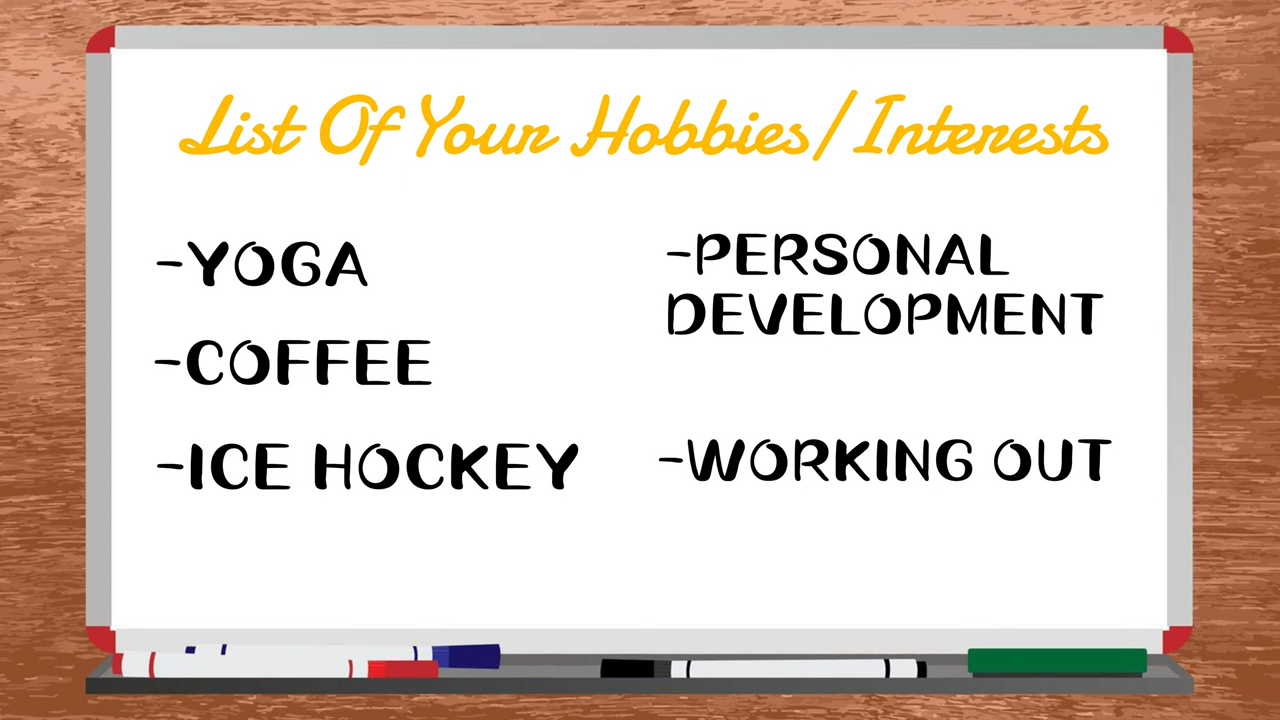 List Of Your Hobbies/Interests
-YOGA
-COFFEE
-ICE HOCKEY
-PERSONAL
DEVELOPMENT
-WORKING OUT